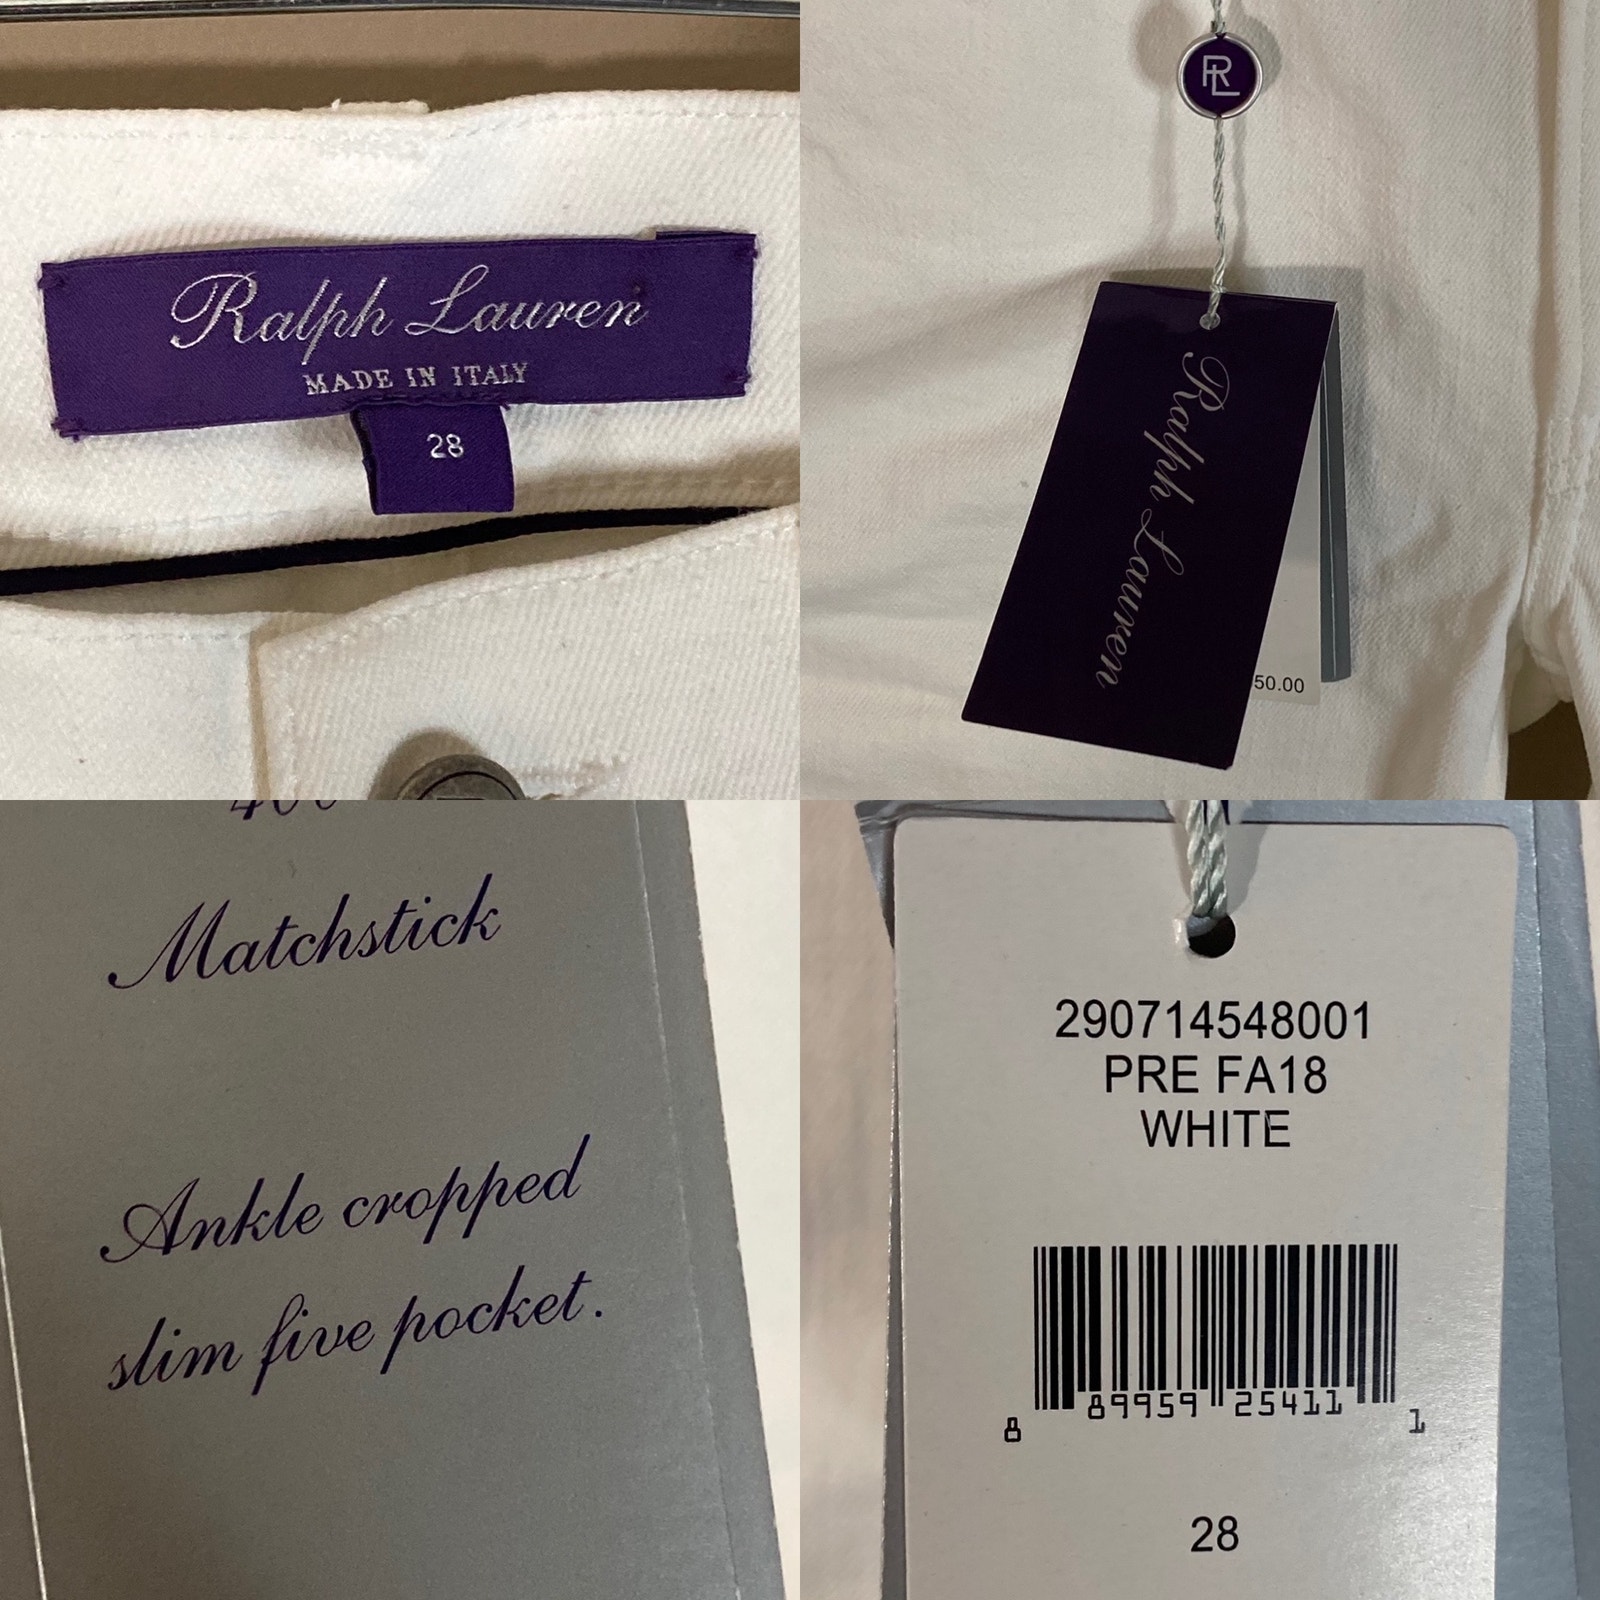 Ralph Lauren
MADE IN ITALY
28
RL
Ralph Lauren
50.00
400
Matchstick
Ankle cropped
slim five pocket.
290714548001
PRE FA18
WHITE
8 89959 25411 1
28